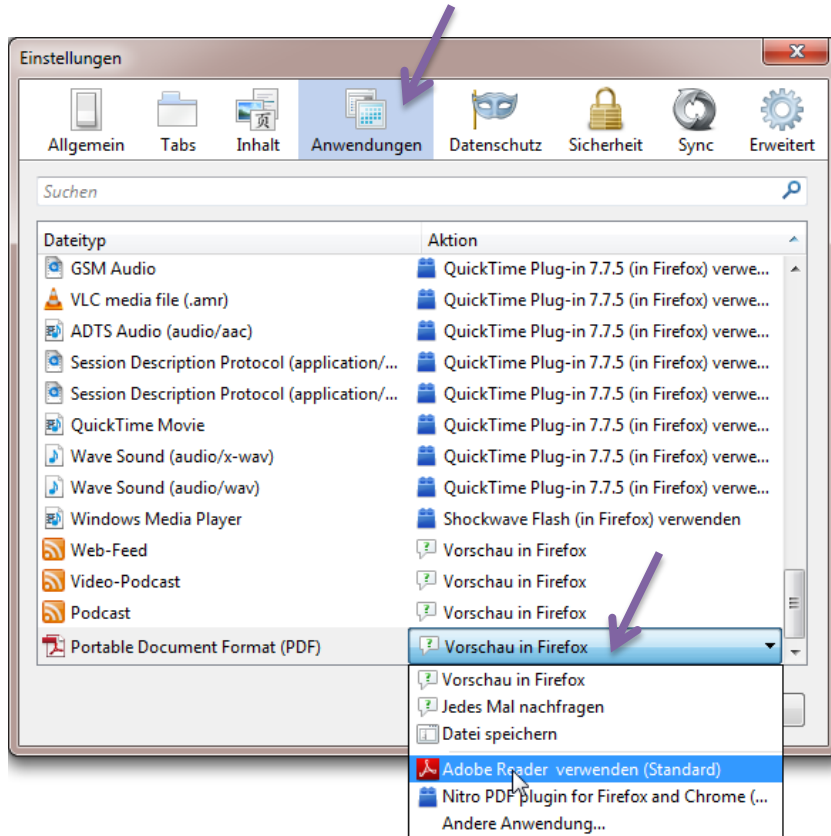 Einstellungen
Allgemein Tabs Inhalt Anwendungen Datenschutz Sicherheit Sync Erweitert
Suchen
Dateityp Aktion
GSM Audio QuickTime Plug-in 7.7.5 (in Firefox) verwe...
VLC media file (.amr) QuickTime Plug-in 7.7.5 (in Firefox) verwe...
ADTS Audio (audio/aac) QuickTime Plug-in 7.7.5 (in Firefox) verwe...
Session Description Protocol (application/... QuickTime Plug-in 7.7.5 (in Firefox) verwe...
Session Description Protocol (application/... QuickTime Plug-in 7.7.5 (in Firefox) verwe...
QuickTime Movie QuickTime Plug-in 7.7.5 (in Firefox) verwe...
Wave Sound (audio/x-wav) QuickTime Plug-in 7.7.5 (in Firefox) verwe...
Wave Sound (audio/wav) QuickTime Plug-in 7.7.5 (in Firefox) verwe...
Windows Media Player Shockwave Flash (in Firefox) verwenden
Web-Feed Vorschau in Firefox
Video-Podcast Vorschau in Firefox
Podcast Vorschau in Firefox
Portable Document Format (PDF) Vorschau in Firefox
Vorschau in Firefox
Jedes Mal nachfragen
Datei speichern
Adobe Reader verwenden (Standard)
Nitro PDF plugin for Firefox and Chrome (...
Andere Anwendung...